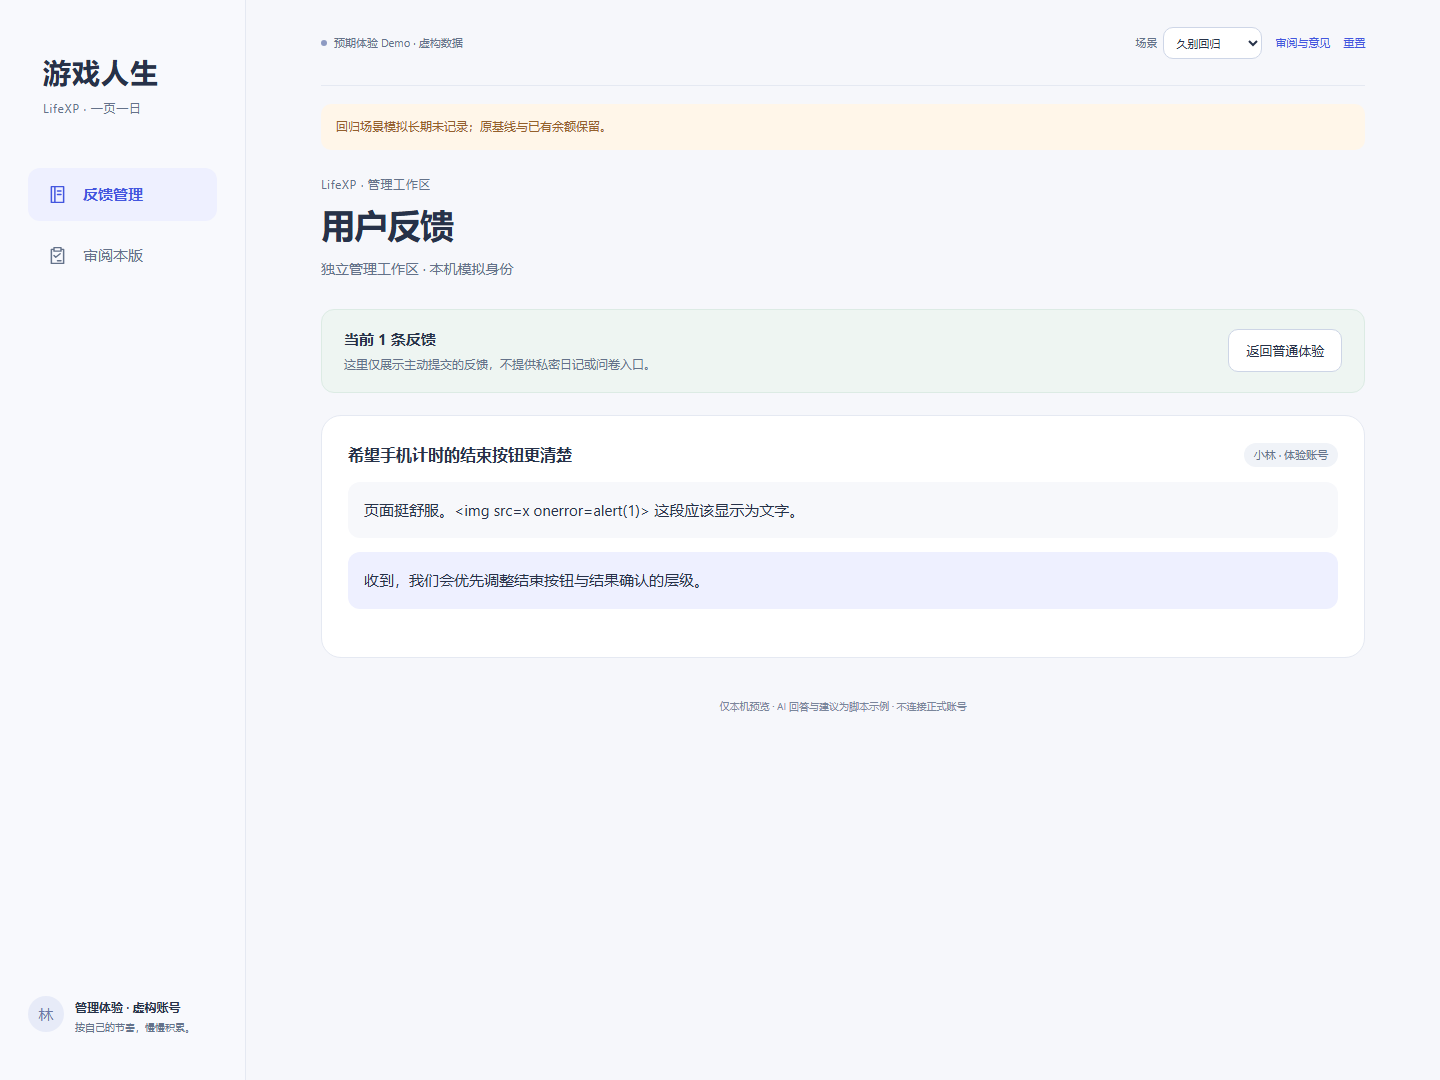 游戏人生
LifeXP · 一页一日
反馈管理
审阅本版
管理体验 · 虚构账号
林
按自己的节奏，慢慢积累。
预期体验 Demo · 虚构数据
场景
久别回归
审阅与意见
重置
回归场景模拟长期未记录；原基线与已有余额保留。
LifeXP · 管理工作区
用户反馈
独立管理工作区 · 本机模拟身份
当前 1 条反馈
这里仅展示主动提交的反馈，不提供私密日记或问卷入口。
返回普通体验
希望手机计时的结束按钮更清楚
小林 · 体验账号
页面挺舒服。<img src=x onerror=alert(1)> 这段应该显示为文字。
收到，我们会优先调整结束按钮与结果确认的层级。
仅本机预览 · AI 回答与建议为脚本示例 · 不连接正式账号